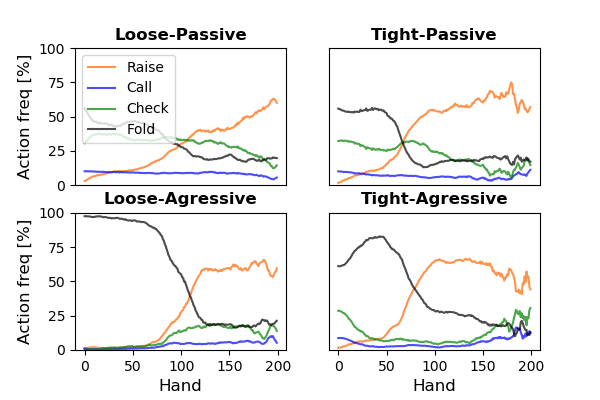 Loose-Passive
Tight-Passive
Action freq [%]
100
75
50
25
0
Raise
Call
Check
Fold
Loose-Agressive
Tight-Agressive
Action freq [%]
100
75
50
25
0
0 50 100 150 200
0 50 100 150 200
Hand
Hand